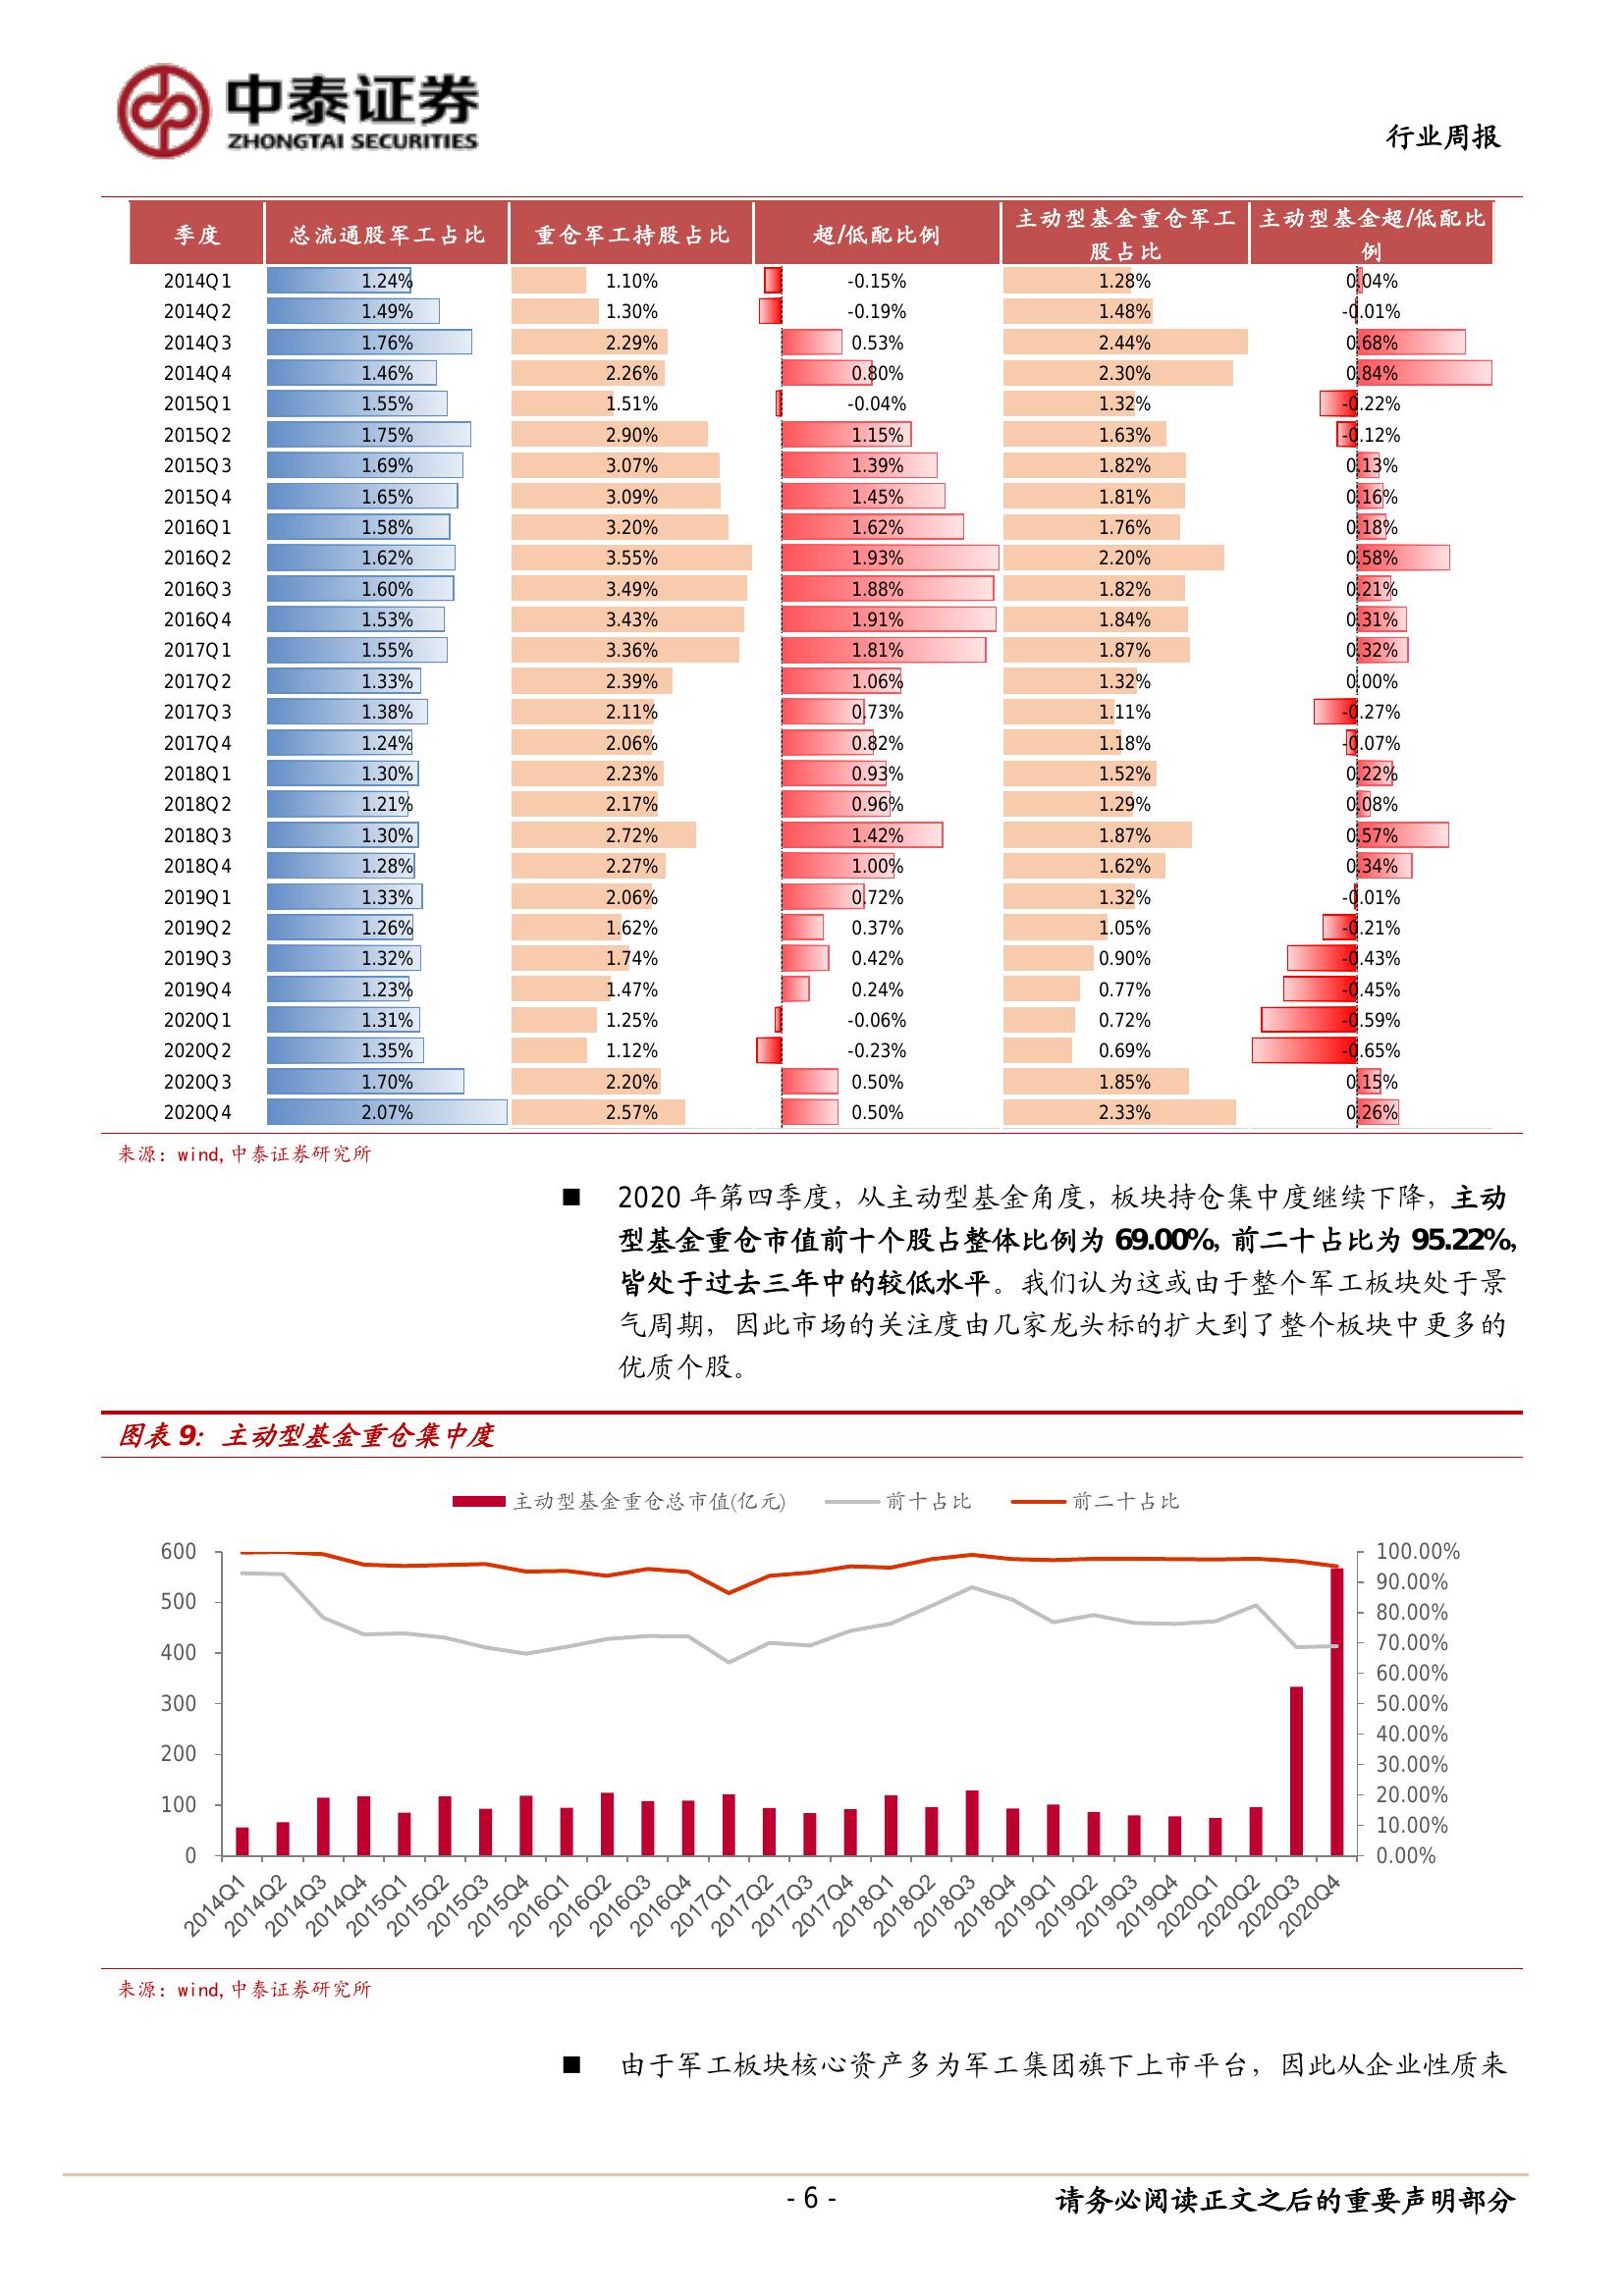 中泰证券
ZHONGTAI SECURITIES
行业周报
季度 总流通股军工占比 重仓军工持股占比 超/低配比例 主动型基金重仓军工股占比 主动型基金超/低配比例
2014Q1 1.24% 1.10% -0.15% 1.28% 0.04%
2014Q2 1.49% 1.30% -0.19% 1.48% -0.01%
2014Q3 1.76% 2.29% 0.53% 2.44% 0.68%
2014Q4 1.46% 2.26% 0.80% 2.30% 0.84%
2015Q1 1.55% 1.51% -0.04% 1.32% -0.22%
2015Q2 1.75% 2.90% 1.15% 1.63% -0.12%
2015Q3 1.69% 3.07% 1.39% 1.82% 0.13%
2015Q4 1.65% 3.09% 1.45% 1.81% 0.16%
2016Q1 1.58% 3.20% 1.62% 1.76% 0.18%
2016Q2 1.62% 3.55% 1.93% 2.20% 0.58%
2016Q3 1.60% 3.49% 1.88% 1.82% 0.21%
2016Q4 1.53% 3.43% 1.91% 1.84% 0.31%
2017Q1 1.55% 3.36% 1.81% 1.87% 0.32%
2017Q2 1.33% 2.39% 1.06% 1.32% 0.00%
2017Q3 1.38% 2.11% 0.73% 1.11% -0.27%
2017Q4 1.24% 2.06% 0.82% 1.18% -0.07%
2018Q1 1.30% 2.23% 0.93% 1.52% 0.22%
2018Q2 1.21% 2.17% 0.96% 1.29% 0.08%
2018Q3 1.30% 2.72% 1.42% 1.87% 0.57%
2018Q4 1.28% 2.27% 1.00% 1.62% 0.34%
2019Q1 1.33% 2.06% 0.72% 1.32% -0.01%
2019Q2 1.26% 1.62% 0.37% 1.05% -0.21%
2019Q3 1.32% 1.74% 0.42% 0.90% -0.43%
2019Q4 1.23% 1.47% 0.24% 0.77% -0.45%
2020Q1 1.31% 1.25% -0.06% 0.72% -0.59%
2020Q2 1.35% 1.12% -0.23% 0.69% -0.65%
2020Q3 1.70% 2.20% 0.50% 1.85% 0.15%
2020Q4 2.07% 2.57% 0.50% 2.33% 0.26%
来源：wind,中泰证券研究所
■ 2020 年第四季度，从主动型基金角度，板块持仓集中度继续下降，主动
型基金重仓市值前十个股占整体比例为 69.00%，前二十占比为 95.22%，
皆处于过去三年中的较低水平。我们认为这或由于整个军工板块处于景
气周期，因此市场的关注度由几家龙头标的扩大到了整个板块中更多的
优质个股。
图表 9：主动型基金重仓集中度
主动型基金重仓总市值(亿元) 前十占比 前二十占比
600 100.00%
90.00%
500
80.00%
400 70.00%
60.00%
300 50.00%
40.00%
200
30.00%
100 20.00%
10.00%
0 0.00%
2014Q1 2014Q2 2014Q3 2014Q4 2015Q1 2015Q2 2015Q3 2015Q4 2016Q1 2016Q2 2016Q3 2016Q4 2017Q1 2017Q2 2017Q3 2017Q4 2018Q1 2018Q2 2018Q3 2018Q4 2019Q1 2019Q2 2019Q3 2019Q4 2020Q1 2020Q2 2020Q3 2020Q4
来源：wind,中泰证券研究所
■ 由于军工板块核心资产多为军工集团旗下上市平台，因此从企业性质来
- 6 - 请务必阅读正文之后的重要声明部分